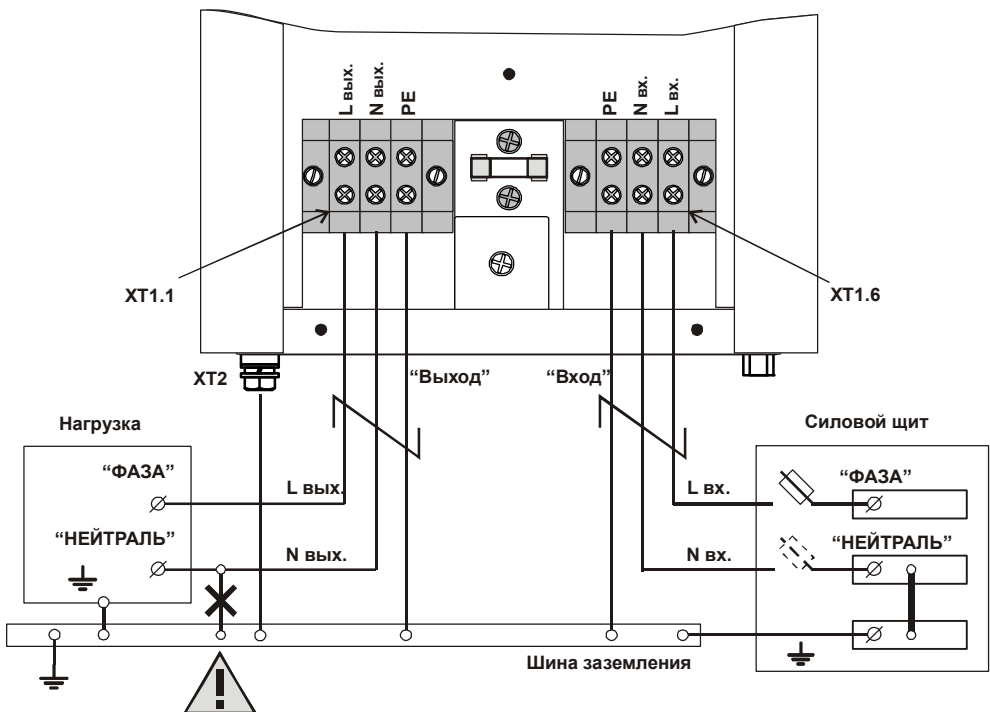 L вых.
N вых.
PE
PE
N вх.
L вх.
XT1.1
XT1.6
XT2
“Выход”
“Вход”
Нагрузка
Силовой щит
“ФАЗА”
“ФАЗА”
L вых.
L вх.
“НЕЙТРАЛЬ”
“НЕЙТРАЛЬ”
N вых.
N вх.
Шина заземления
!